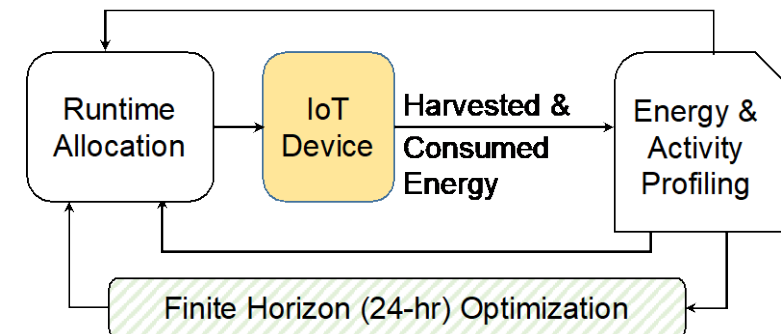 Runtime
Allocation
IoT
Device
Harvested &
Consumed
Energy
Energy &
Activity
Profiling
Finite Horizon (24-hr) Optimization